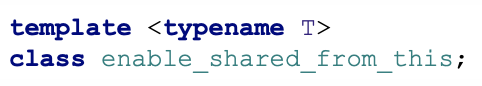 template <typename T>
class enable_shared_from_this;